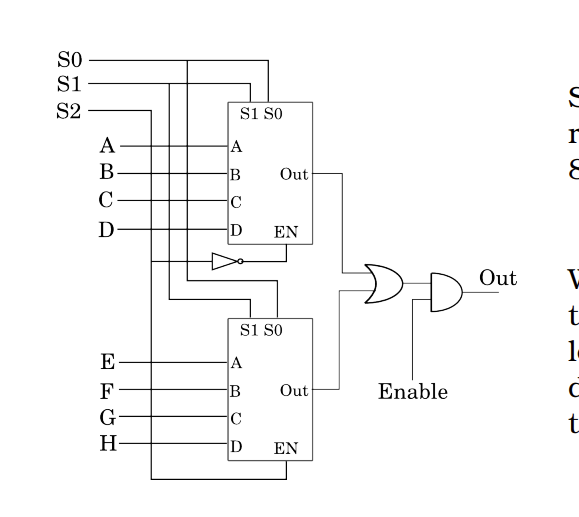 S0
S1
S2
S1 S0
A
B
C
D
A
B
C
D
Out
EN
S1 S0
E
F
G
H
A
B
C
D
Out
EN
Out
Enable
S
r
8
W
t
l
d
t